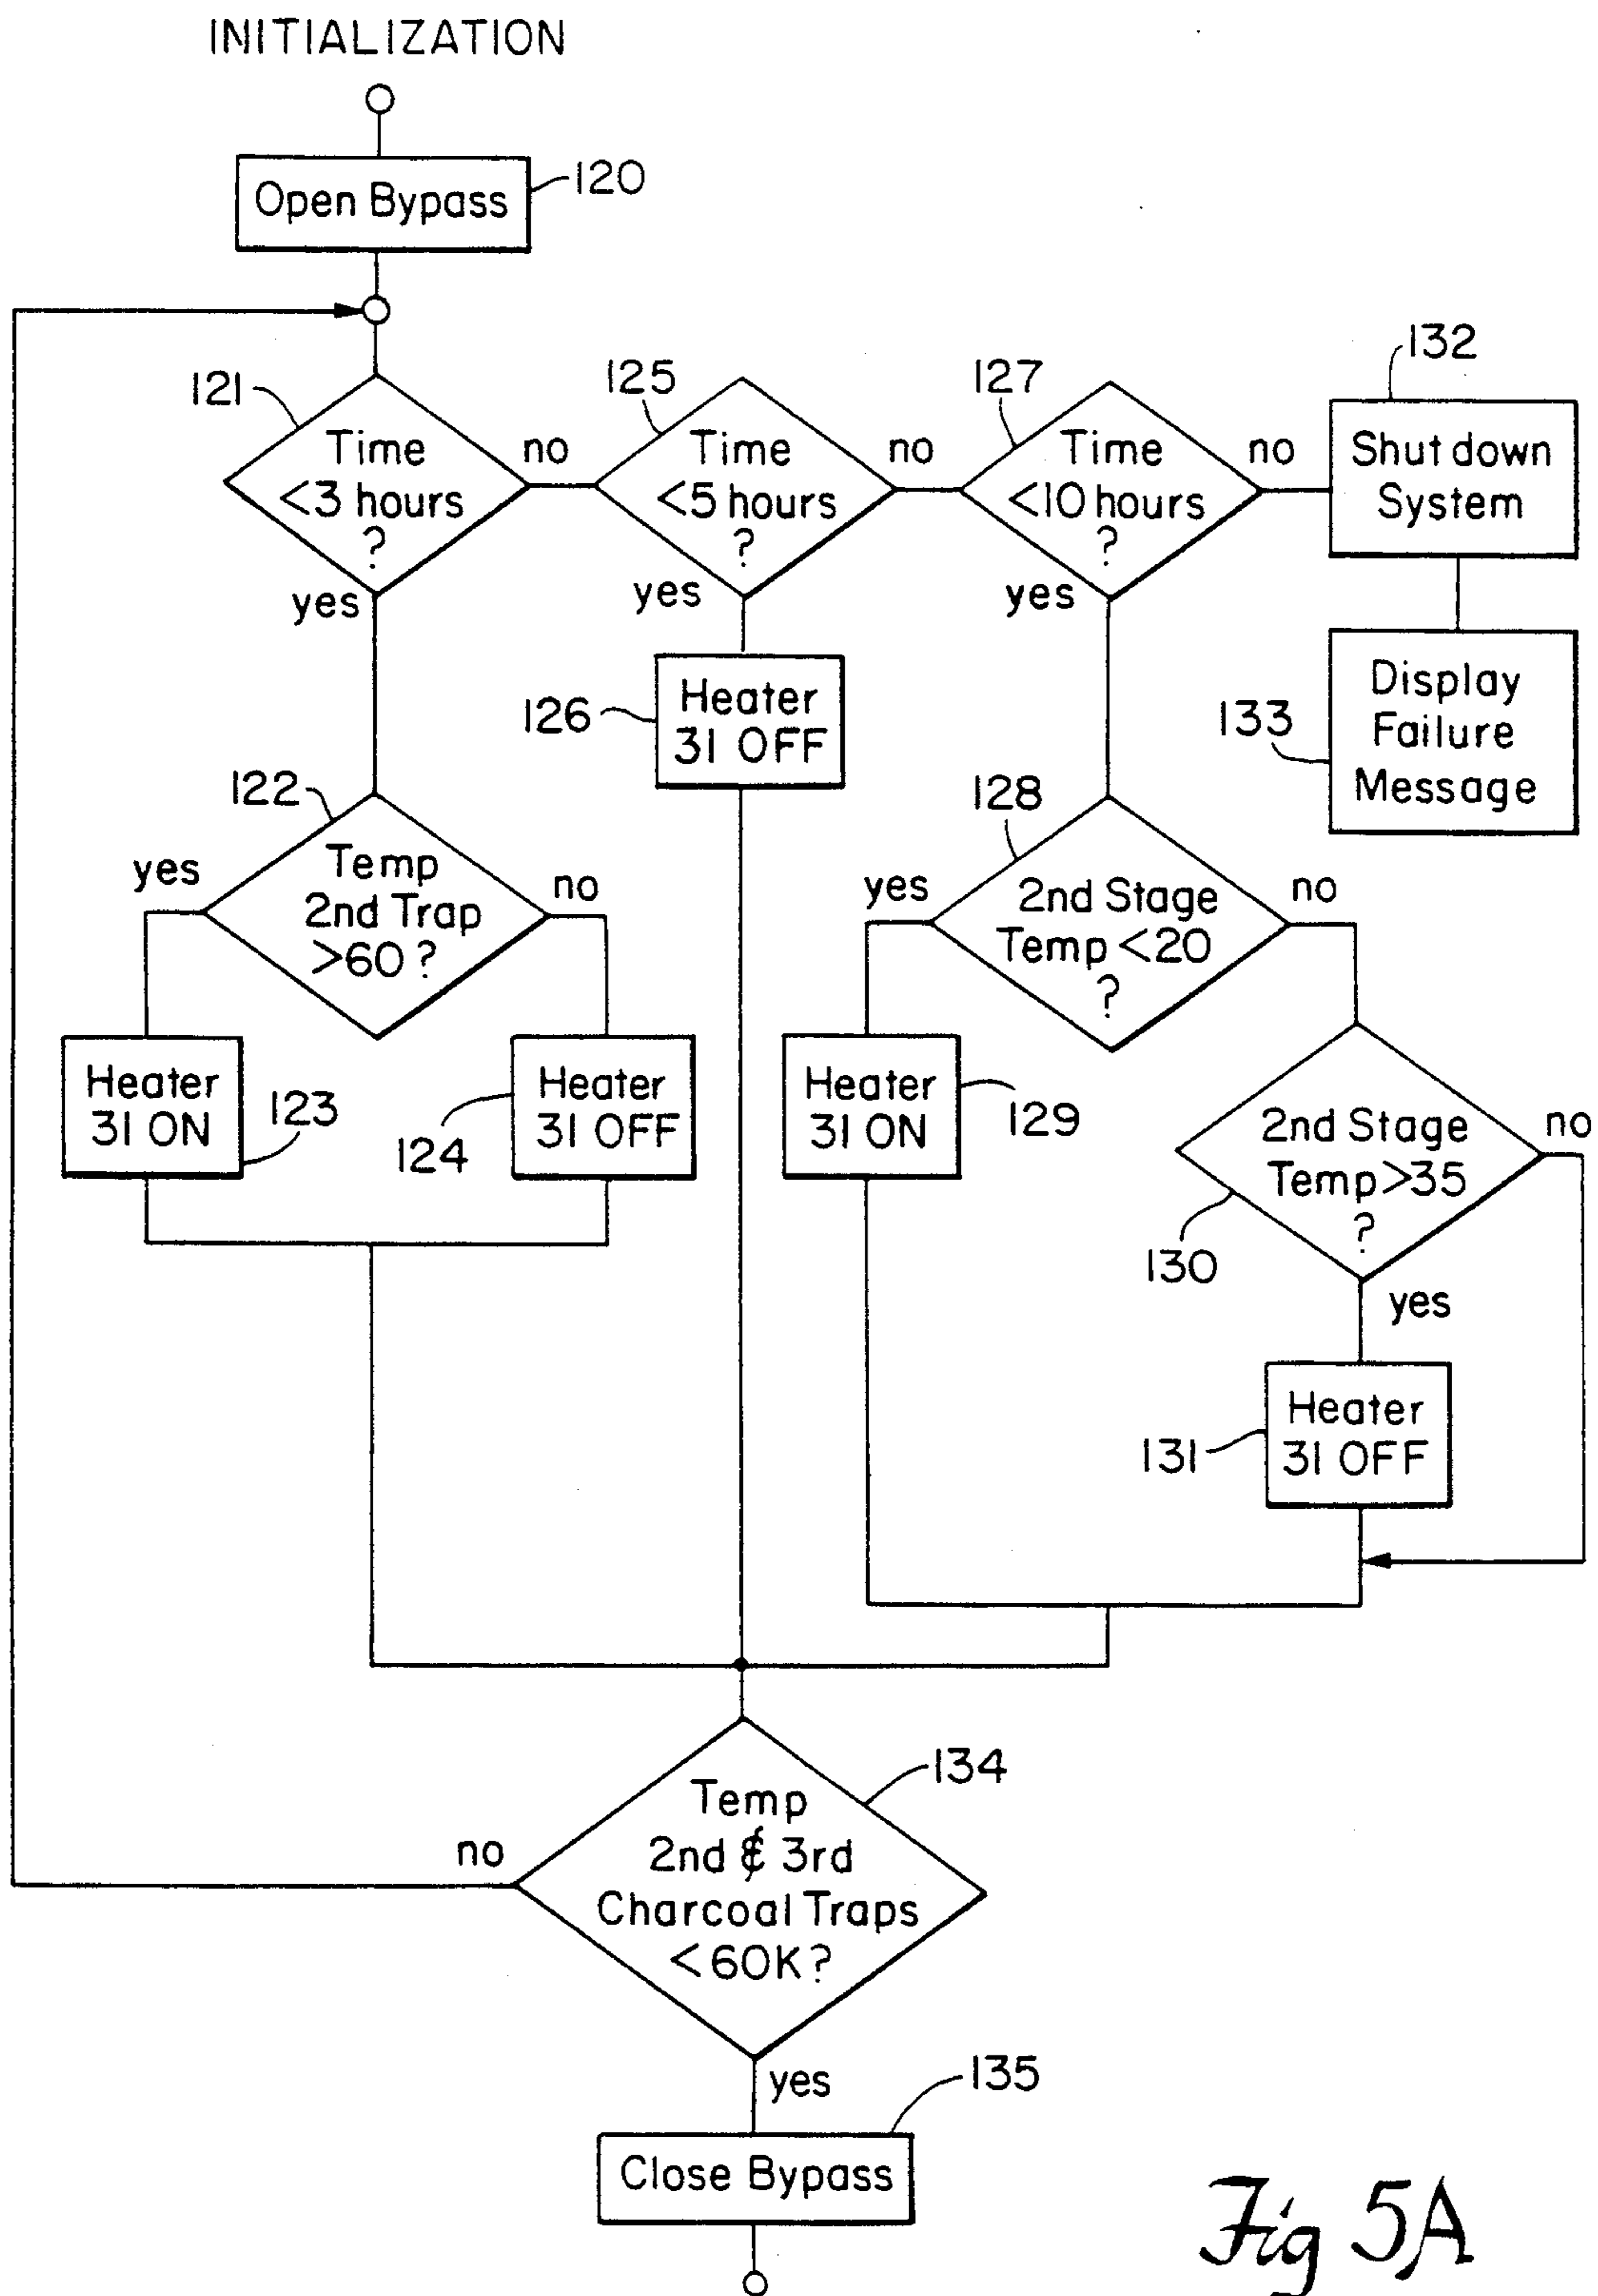 INITIALIZATION
Open Bypass
120
121
Time
<3 hours
?
no
yes
125
Time
<5 hours
?
no
yes
127
Time
<10 hours
?
no
yes
132
Shut down
System
133
Display
Failure
Message
126
Heater
31 OFF
122
Temp
2nd Trap
>60?
yes
no
Heater
31 ON
123
124
Heater
31 OFF
128
2nd Stage
Temp <20
?
yes
no
Heater
31 ON
129
2nd Stage
Temp >35
?
130
no
yes
131
Heater
31 OFF
134
Temp
2nd & 3rd
Charcoal Traps
<60K?
no
yes
135
Close Bypass
Fig 5A